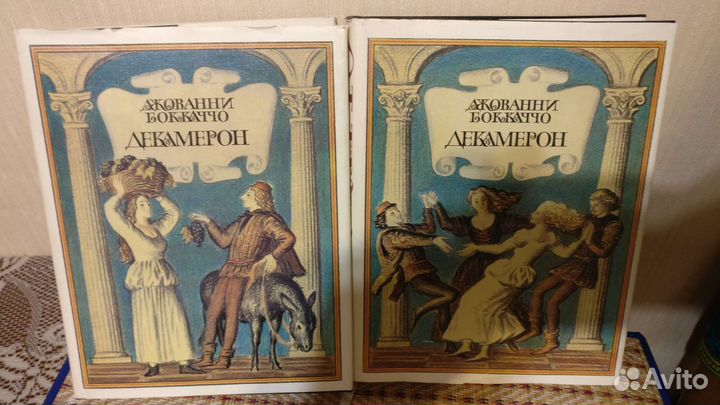 ДЖОВАННИ
БОККАЧЧО
ДЕКАМЕРОН
ДЖОВАННИ
БОККАЧЧО
ДЕКАМЕРОН
Avito